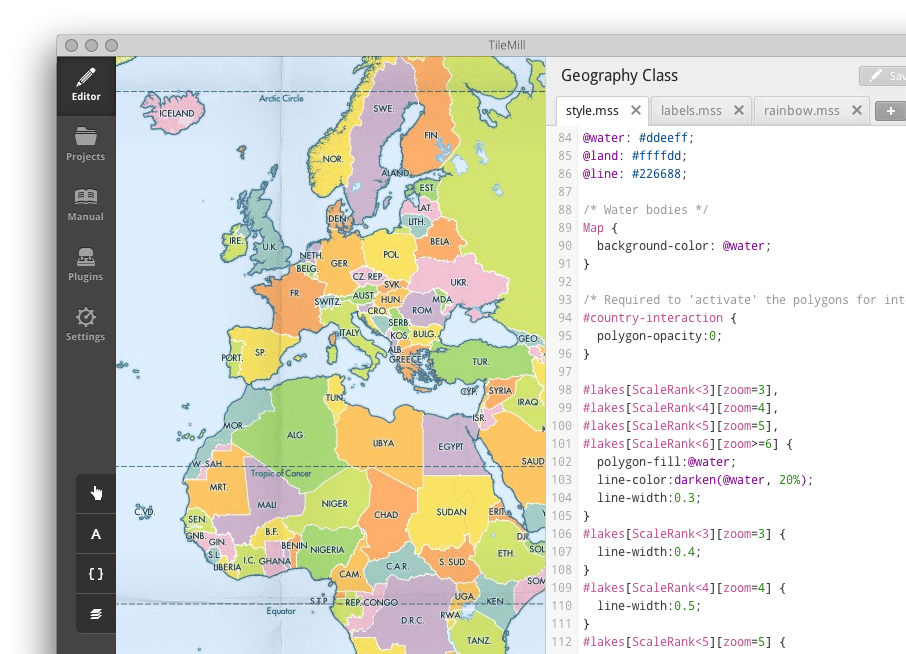 TileMill
Editor
Projects
Manual
Plugins
Settings
A
{ }
Arctic Circle
ICELAND
SWE.
FIN.
NOR.
ALAND
EST.
LAT.
LITH.
DEN.
IRE.
U.K.
NETH.
BELG.
GER.
POL
BELA.
CZ. REP.
SVK.
UKR.
FR.
SWITZ.
AUST.
HUN.
MDA.
CRO.
ROM.
SERB.
ITALY
KOS.
BULG.
ALB.
GREECE
GEO.
PORT.
SP.
TUR.
CYP.
SYRIA
IRAQ
ISR.
TUN.
MOR.
ALG.
LIBYA
EGYPT
SAUD
W. SAH.
Tropic of Cancer
MRT.
MALI
NIGER
CHAD
SUDAN
ERIT.
C.VD.
SEN.
GNB.
GIN.
S.L
LIBERIA
I.C.
GHANA
B.F.
BENIN
NIGERIA
DJI.
SOL
ETH.
CAM.
C.A.R.
S. SUD.
SOM
S.T.P.
Equator
REP.CONGO
UGA.
KEN.
RWA.
D.R.C.
TANZ.
Geography Class
Sav
style.mss
labels.mss
rainbow.mss
+
84 @water: #ddeeff;
85 @land: #ffffdd;
86 @line: #226688;
87
88 /* Water bodies */
89 Map {
90 background-color: @water;
91 }
92
93 /* Required to 'activate' the polygons for int
94 #country-interaction {
95 polygon-opacity:0;
96 }
97
98 #lakes[ScaleRank<3][zoom=3],
99 #lakes[ScaleRank<4][zoom=4],
100 #lakes[ScaleRank<5][zoom=5],
101 #lakes[ScaleRank<6][zoom>=6] {
102 polygon-fill:@water;
103 line-color:darken(@water, 20%);
104 line-width:0.3;
105 }
106 #lakes[ScaleRank<3][zoom=3] {
107 line-width:0.4;
108 }
109 #lakes[ScaleRank<4][zoom=4] {
110 line-width:0.5;
111 }
112 #lakes[ScaleRank<5][zoom=5] {